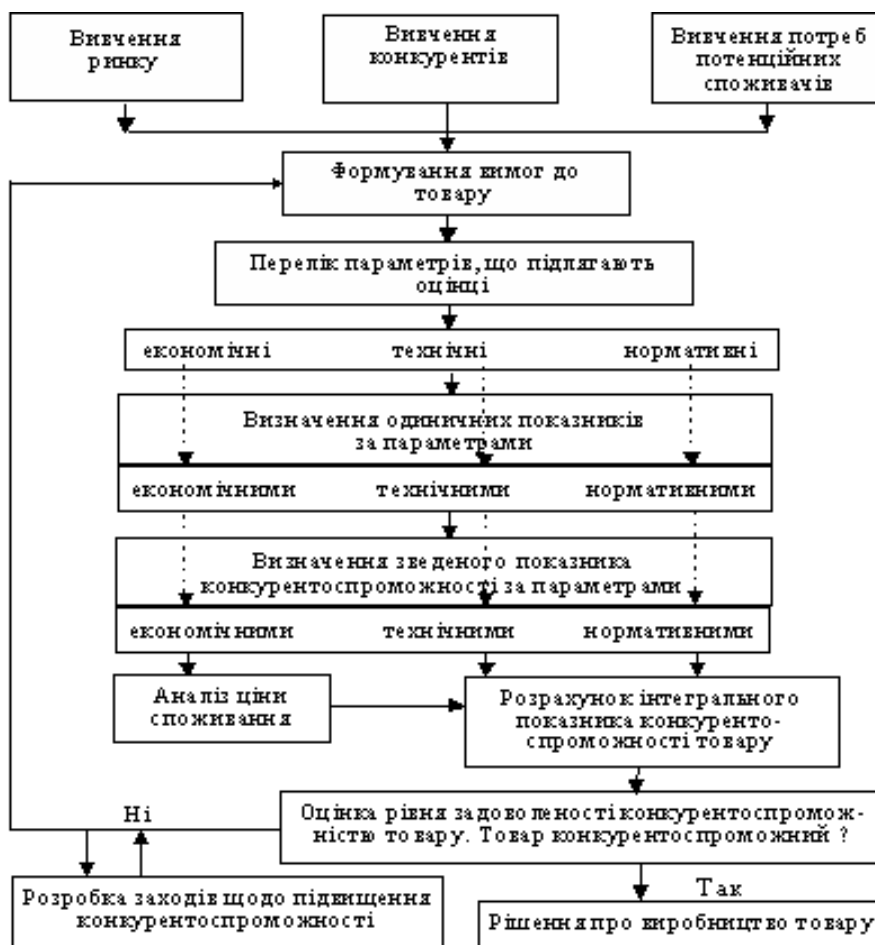 Вивчення
ринку
Вивчення
конкурентів
Вивчення потреб
потенційних
споживачів
Формування вимог до
товару
Перелік параметрів, що підлягають
оцінці
економічні технічні нормативні
Визначення одиничних показників
за параметрами
економічними технічними нормативними
Визначення зведеного показника
конкурентоспроможності за параметрами
економічними технічними нормативними
Аналіз ціни
споживання
Розрахунок інтегрального
показника конкуренто-
спроможності товару
Оцінка рівня задоволеності конкурентоспромож-
ністю товару. Товар конкурентоспроможний ?
Ні
Розробка заходів щодо підвищення
конкурентоспроможності
Так
Рішення про виробництво товару